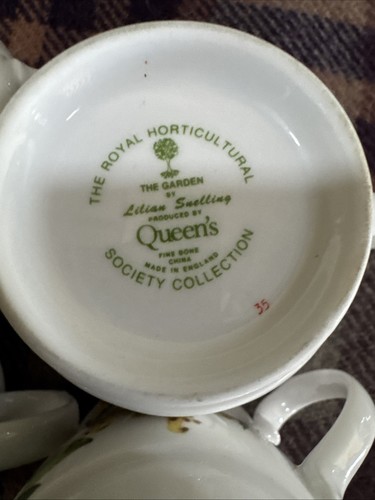 THE ROYAL HORTICULTURAL
THE GARDEN
BY
Lilian Snelling
PRODUCED BY
Queen's
FINE BONE
CHINA
MADE IN ENGLAND
SOCIETY COLLECTION
35